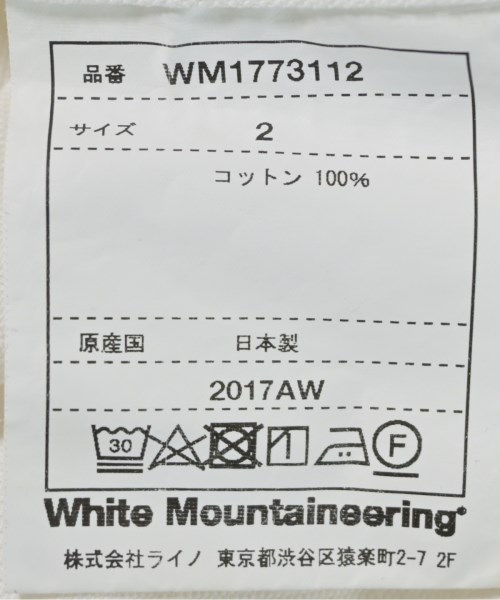 品番 WM1773112
サイズ 2
コットン 100%
原産国 日本製
2017AW
30 F
White Mountaineering®
株式会社ライノ 東京都渋谷区猿楽町2-7 2F